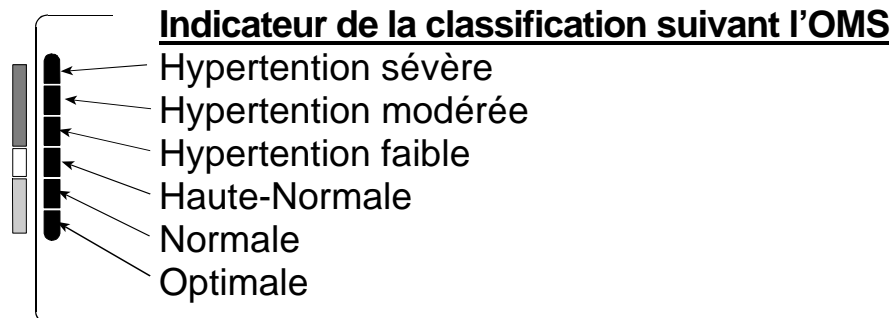 Indicateur de la classification suivant l’OMS
Hypertention sévère
Hypertention modérée
Hypertention faible
Haute-Normale
Normale
Optimale